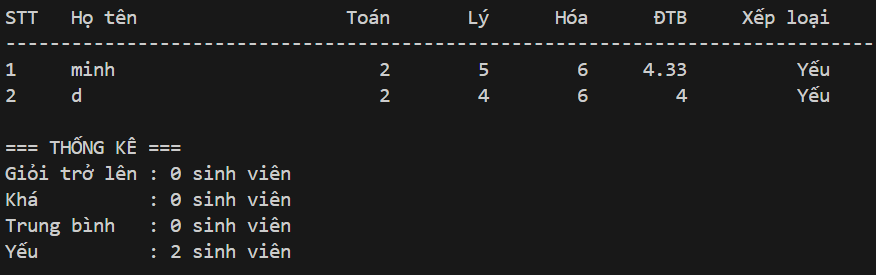 STT Họ tên Toán Lý Hóa ĐTB Xếp loại
--------------------------------------------------------------------------------
1 minh 2 5 6 4.33 Yếu
2 d 2 4 6 4 Yếu
=== THỐNG KÊ ===
Giỏi trở lên : 0 sinh viên
Khá : 0 sinh viên
Trung bình : 0 sinh viên
Yếu : 2 sinh viên